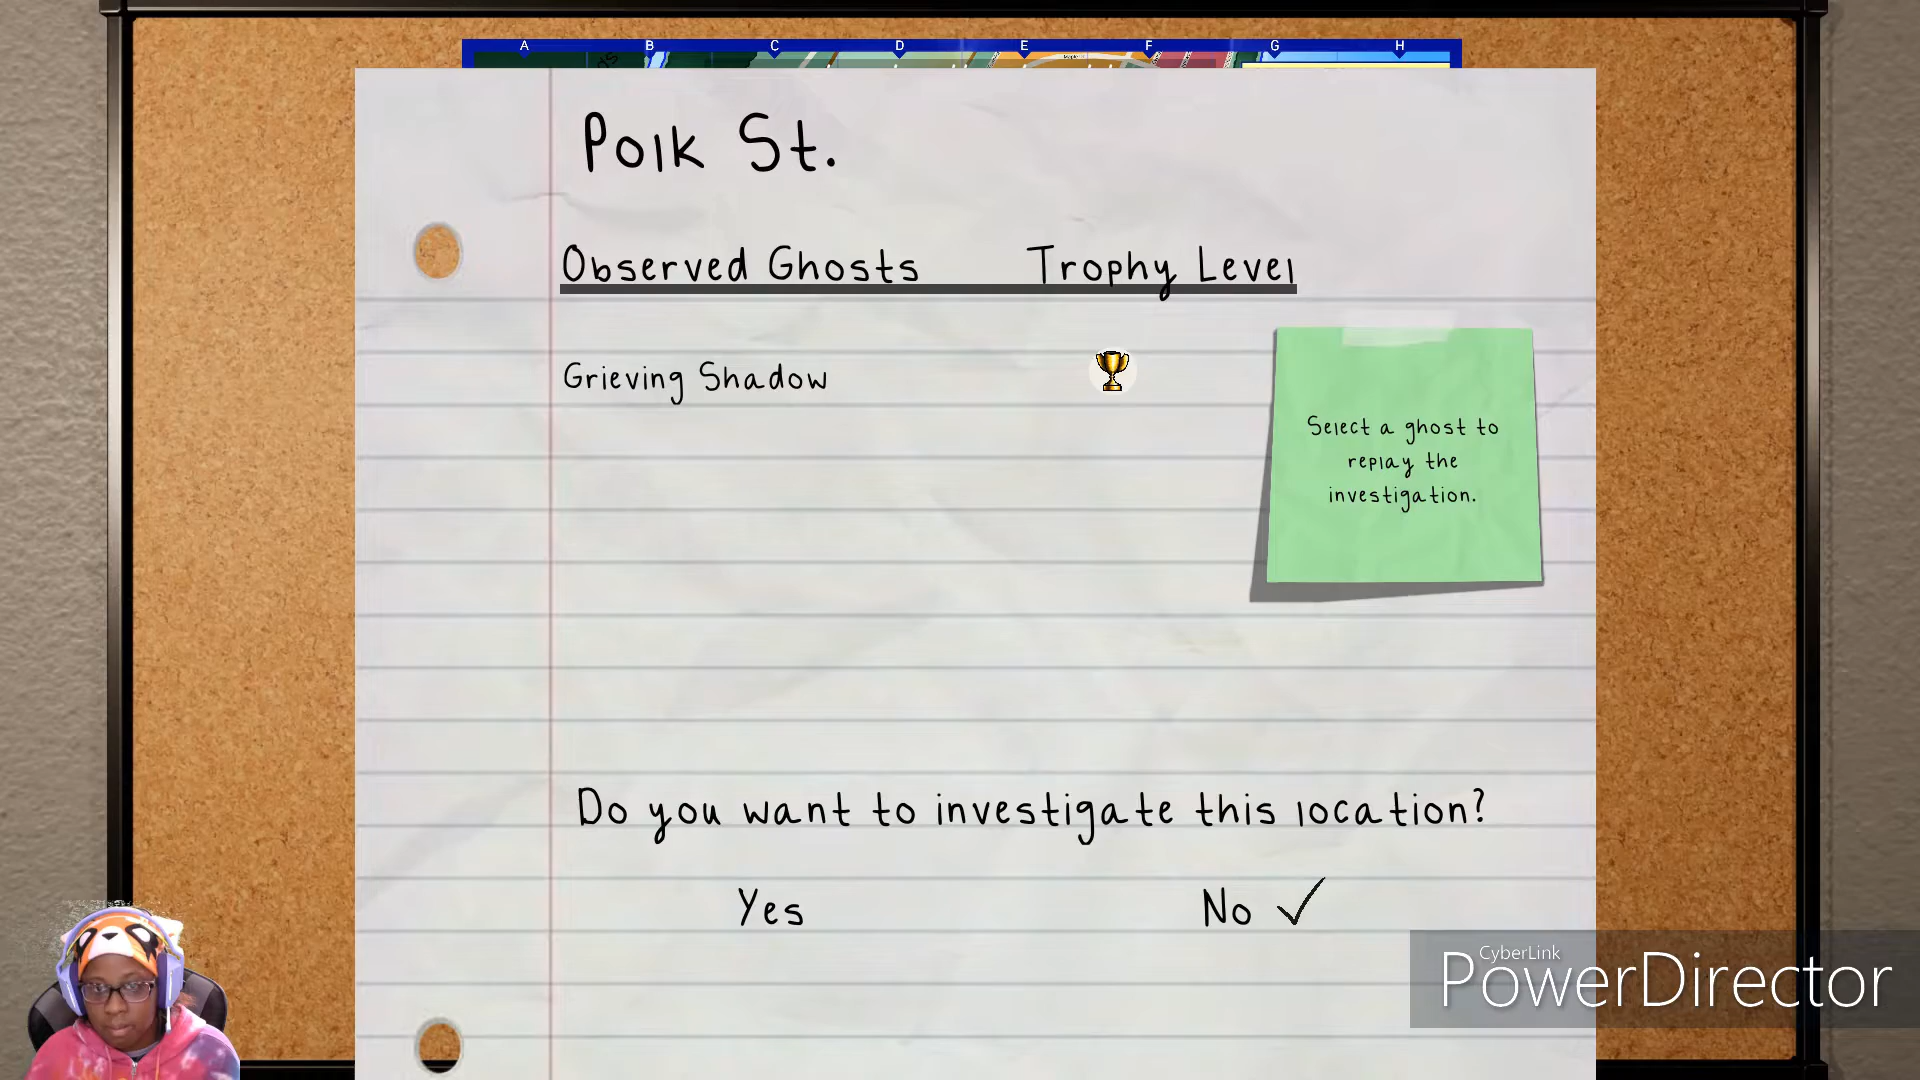 A B C D E F G H
Polk St.
Observed Ghosts Trophy Level
Grieving Shadow
Select a ghost to
replay the
investigation.
Do you want to investigate this location?
Yes No ✓
CyberLink
PowerDirector